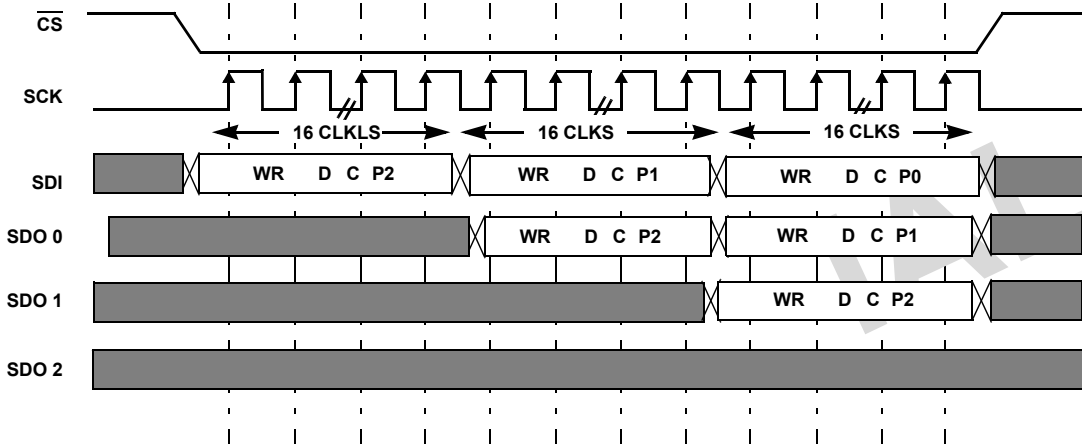 CS
SCK
16 CLKLS 16 CLKS 16 CLKS
SDI WR D C P2 WR D C P1 WR D C P0
SDO 0 WR D C P2 WR D C P1
SDO 1 WR D C P2
SDO 2